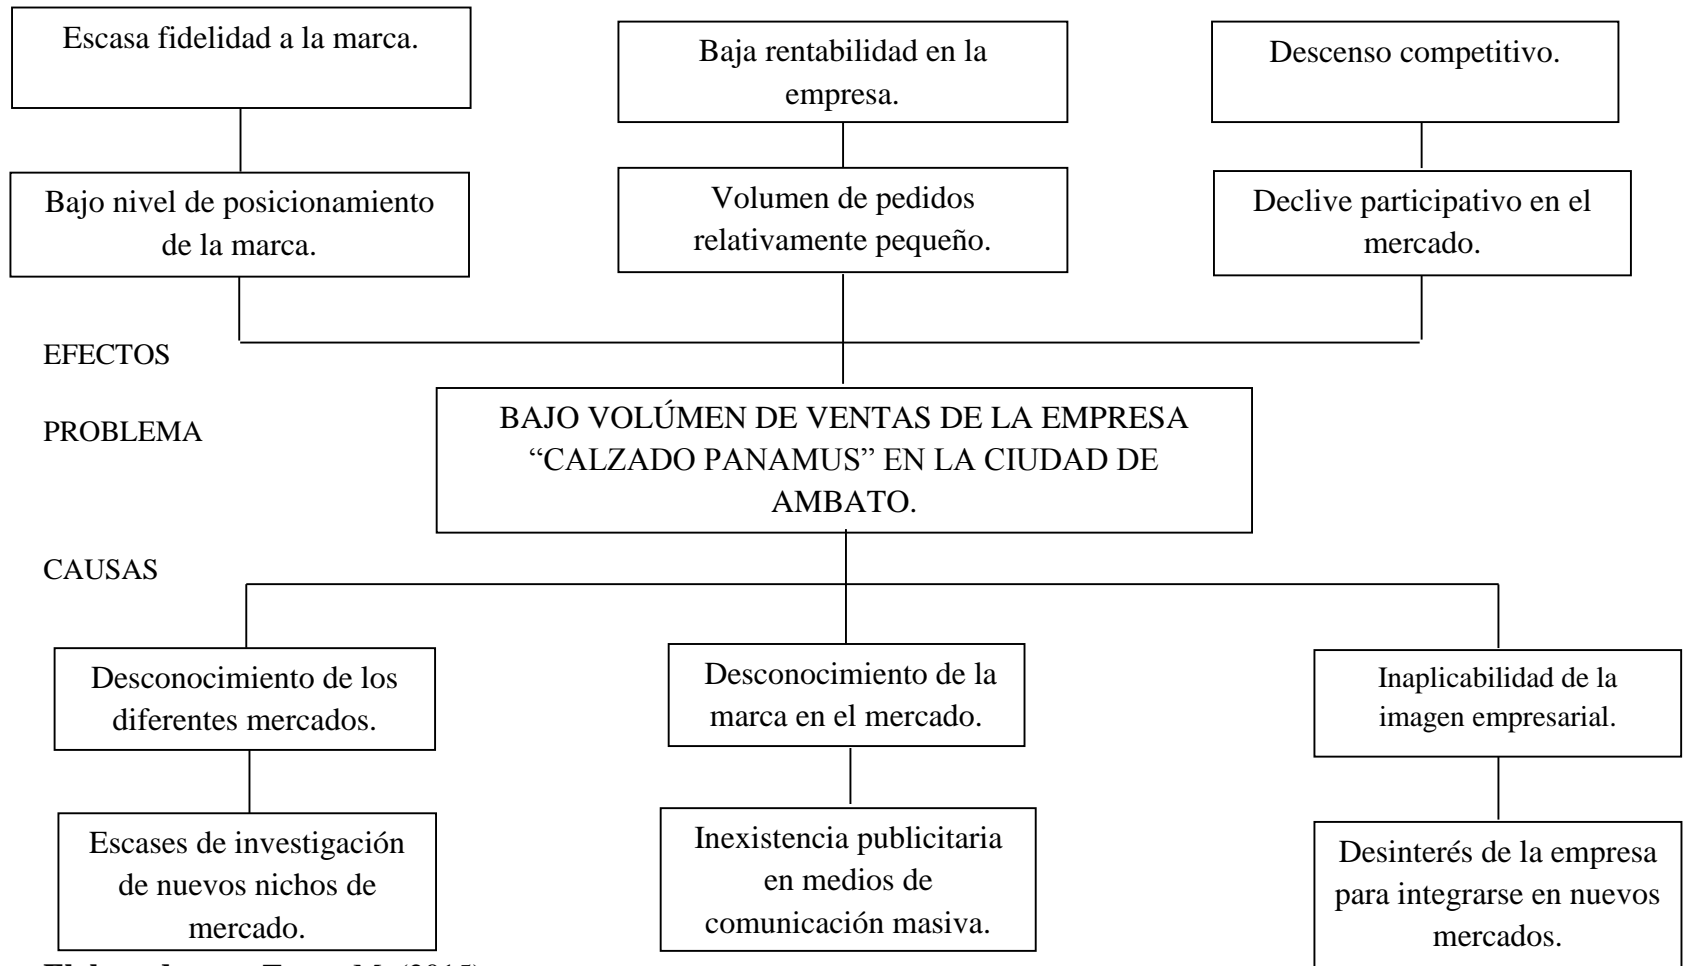 Escasa fidelidad a la marca.
Baja rentabilidad en la
empresa.
Descenso competitivo.
Bajo nivel de posicionamiento
de la marca.
Volumen de pedidos
relativamente pequeño.
Declive participativo en el
mercado.
EFECTOS
PROBLEMA
BAJO VOLÚMEN DE VENTAS DE LA EMPRESA
“CALZADO PANAMUS” EN LA CIUDAD DE
AMBATO.
CAUSAS
Desconocimiento de los
diferentes mercados.
Desconocimiento de la
marca en el mercado.
Inaplicabilidad de la
imagen empresarial.
Escases de investigación
de nuevos nichos de
mercado.
Inexistencia publicitaria
en medios de
comunicación masiva.
Desinterés de la empresa
para integrarse en nuevos
mercados.